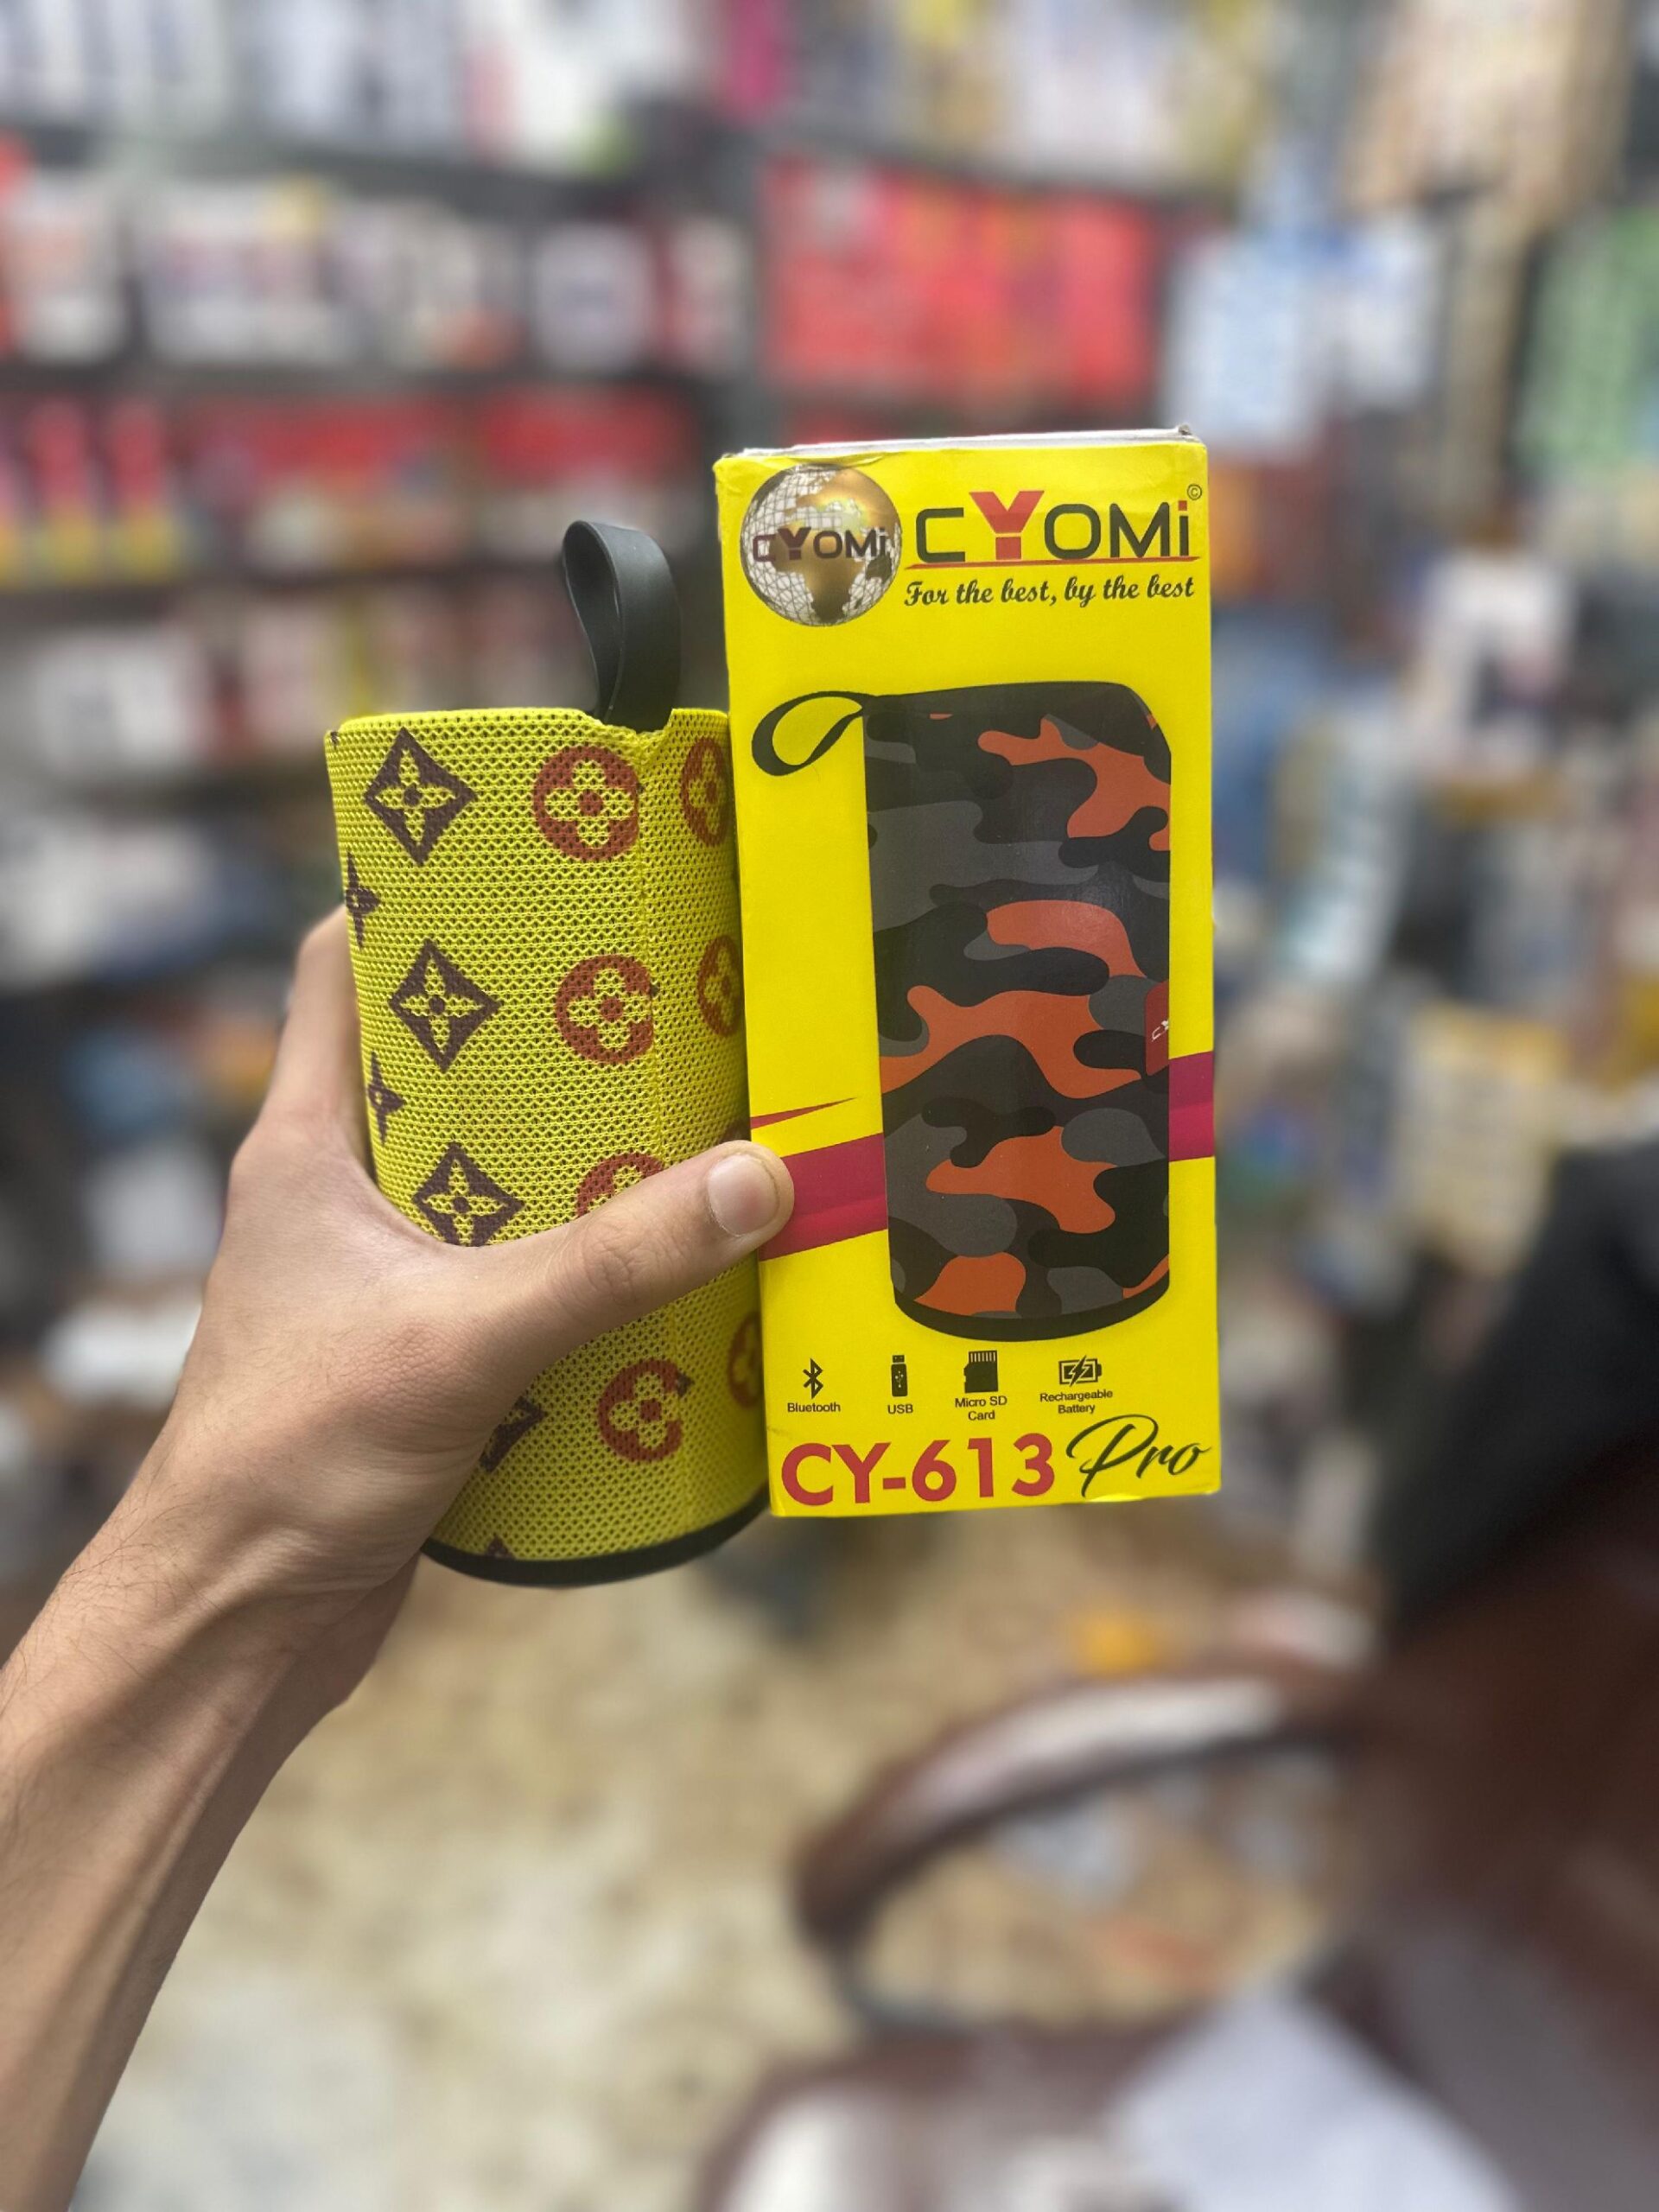 CYOMi
CYOMi ©
For the best, by the best
Bluetooth
USB
Micro SD
Card
Rechargeable
Battery
CY-613 Pro